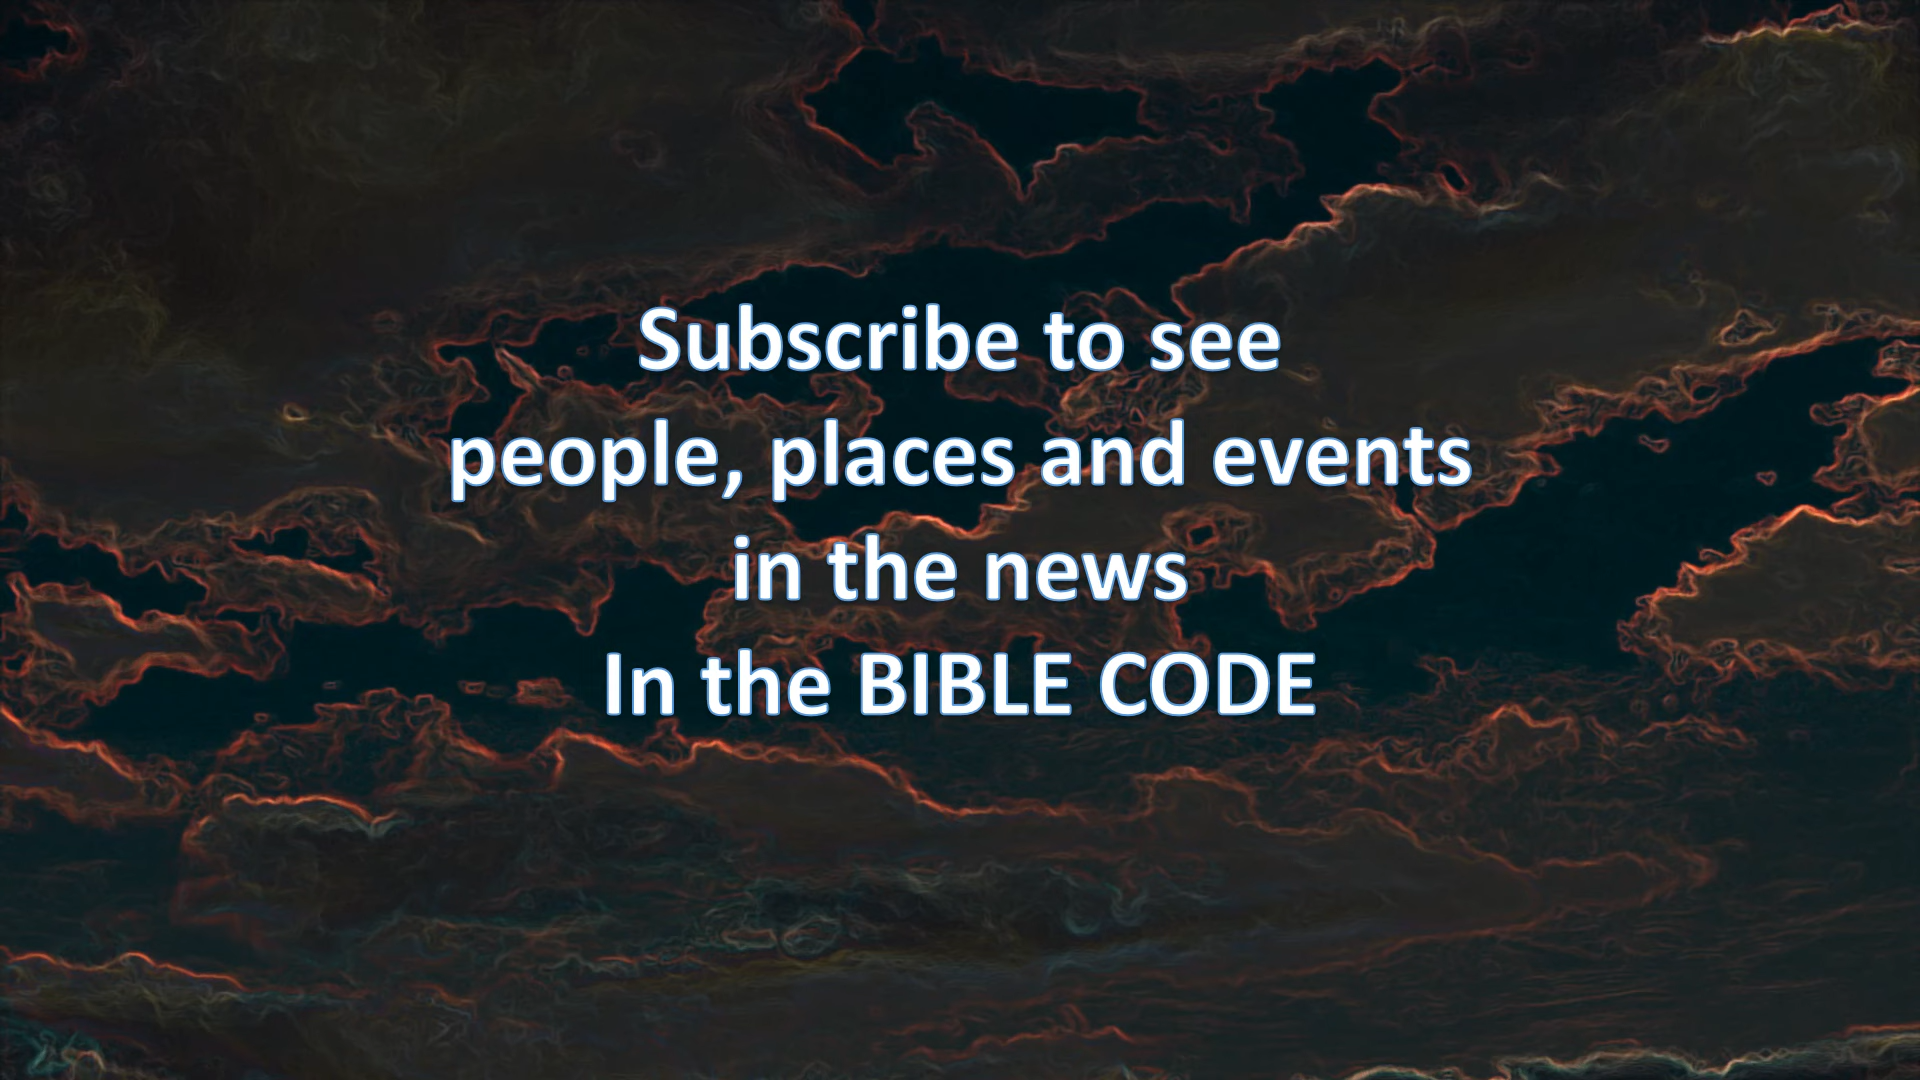 Subscribe to see
people, places and events
in the news
In the BIBLE CODE